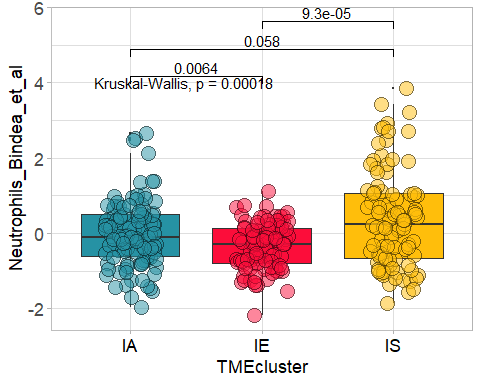 6
9.3e-05
0.058
4
0.0064
Kruskal-Wallis, p = 0.00018
2
0
-2
Neutrophils_Bindea_et_al
IA IE IS
TMEcluster